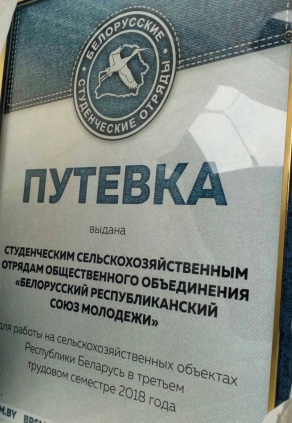 БЕЛОРУССКИЕ
СТУДЕНЧЕСКИЕ ОТРЯДЫ
ПУТЕВКА
выдана
СТУДЕНЧЕСКИМ СЕЛЬСКОХОЗЯЙСТВЕННЫМ
ОТРЯДАМ ОБЩЕСТВЕННОГО ОБЪЕДИНЕНИЯ
«БЕЛОРУССКИЙ РЕСПУБЛИКАНСКИЙ
СОЮЗ МОЛОДЕЖИ»
для работы на сельскохозяйственных объектах
Республики Беларусь в третьем
трудовом семестре 2018 года